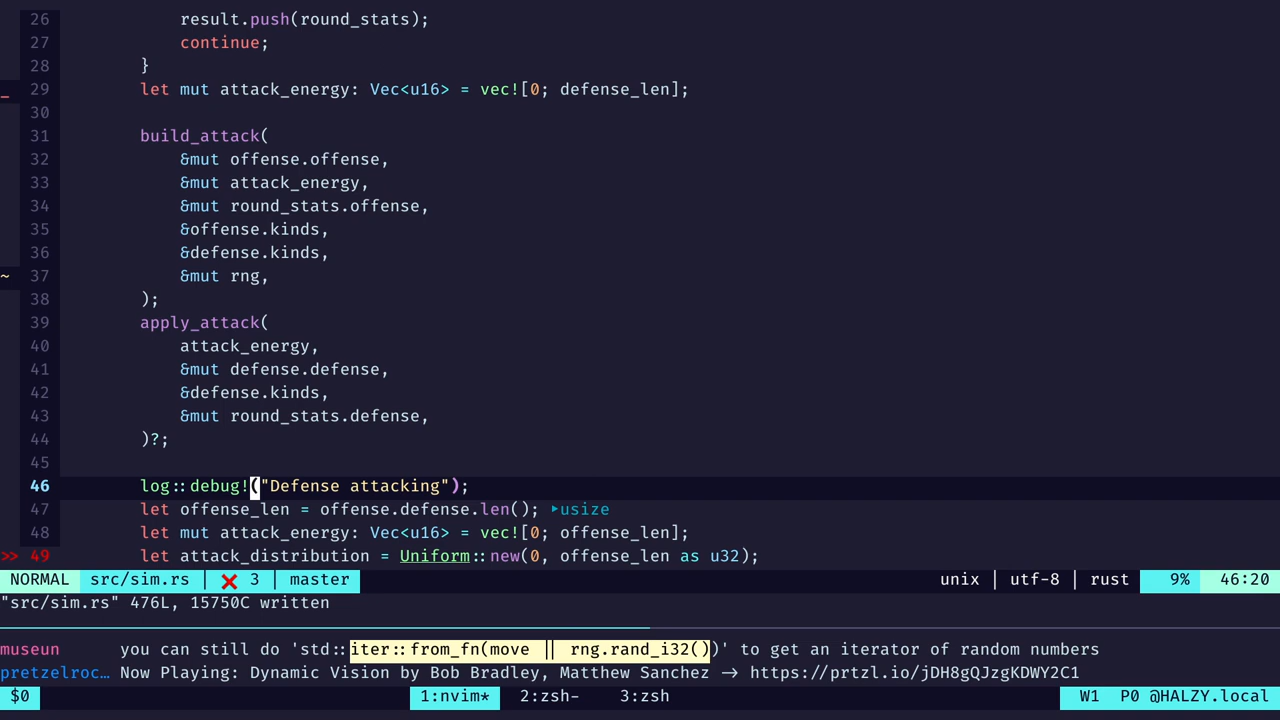 26             result.push(round_stats);
27             continue;
28         }
_ 29         let mut attack_energy: Vec<u16> = vec![0; defense_len];
30
31         build_attack(
32             &mut offense.offense,
33             &mut attack_energy,
34             &mut round_stats.offense,
35             &offense.kinds,
36             &defense.kinds,
~ 37             &mut rng,
38         );
39         apply_attack(
40             attack_energy,
41             &mut defense.defense,
42             &defense.kinds,
43             &mut round_stats.defense,
44         )?;
45
46         log::debug!("Defense attacking");
47         let offense_len = offense.defense.len(); ▸usize
48         let mut attack_energy: Vec<u16> = vec![0; offense_len];
>> 49         let attack_distribution = Uniform::new(0, offense_len as u32);
NORMAL src/sim.rs | ❌ 3 | master unix | utf-8 | rust 9% 46:20
"src/sim.rs" 476L, 15750C written
museun you can still do 'std::iter::from_fn(move || rng.rand_i32())' to get an iterator of random numbers
pretzelroc… Now Playing: Dynamic Vision by Bob Bradley, Matthew Sanchez -> https://prtzl.io/jDH8gQJzgKDWY2C1
$0 1:nvim* 2:zsh- 3:zsh W1 P0 @HALZY.local